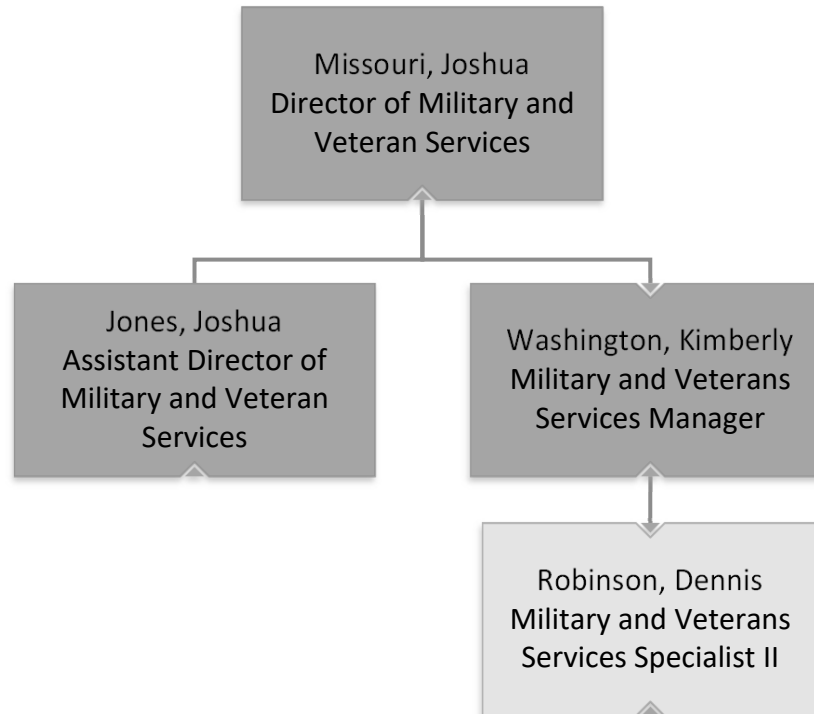 Missouri, Joshua
Director of Military and
Veteran Services
Jones, Joshua
Assistant Director of
Military and Veteran
Services
Washington, Kimberly
Military and Veterans
Services Manager
Robinson, Dennis
Military and Veterans
Services Specialist II